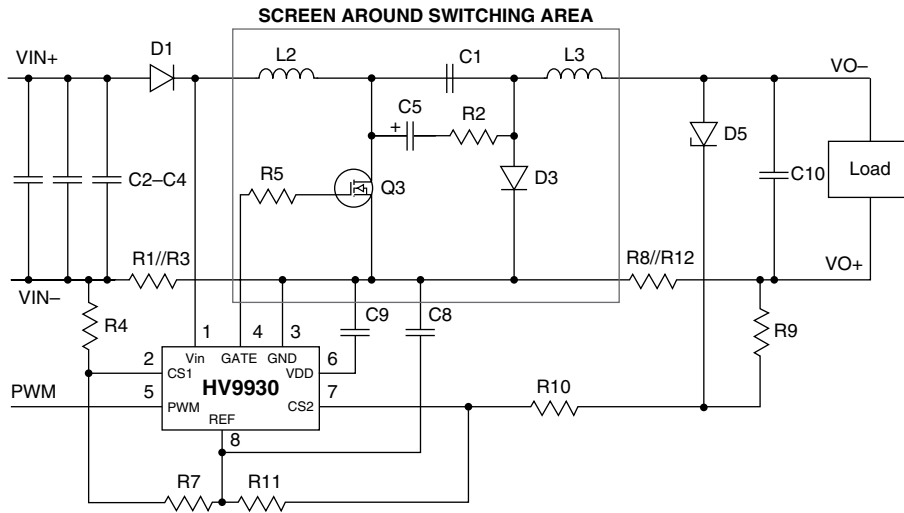 SCREEN AROUND SWITCHING AREA
VIN+
D1
L2
C1
L3
VO–
C5
R2
+
D5
C2–C4
R5
Q3
D3
C10
Load
R1//R3
R8//R12
VO+
VIN–
R4
C9
C8
R9
1
4
3
2
Vin
GATE
GND
6
CS1
VDD
PWM
5
HV9930
7
R10
PWM
CS2
REF
8
R7
R11